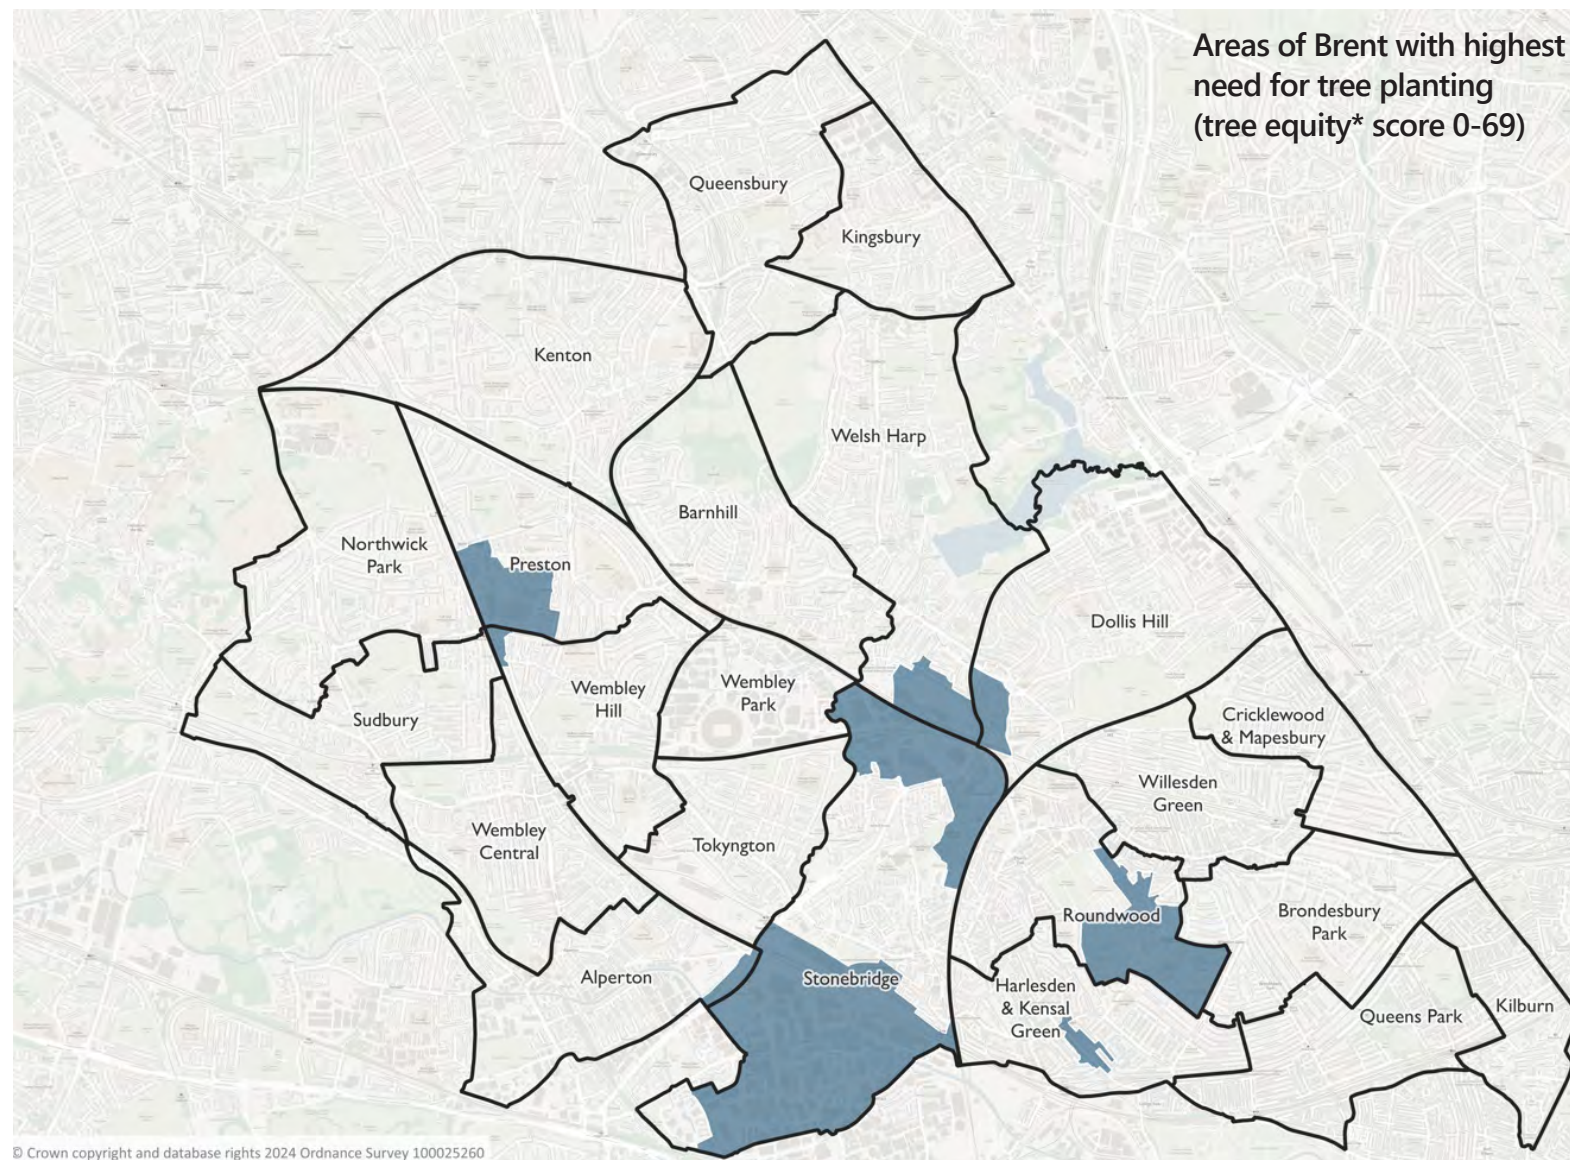 Areas of Brent with highest
need for tree planting
(tree equity* score 0-69)
Queensbury
Kingsbury
Kenton
Welsh Harp
Barnhill
Northwick
Park
Preston
Dollis Hill
Wembley
Hill
Wembley
Park
Sudbury
Cricklewood
& Mapesbury
Willesden
Green
Wembley
Central
Tokyngton
Roundwood
Brondesbury
Park
Alperton
Stonebridge
Harlesden
& Kensal
Green
Queens Park
Kilburn
© Crown copyright and database rights 2024 Ordnance Survey 100025260